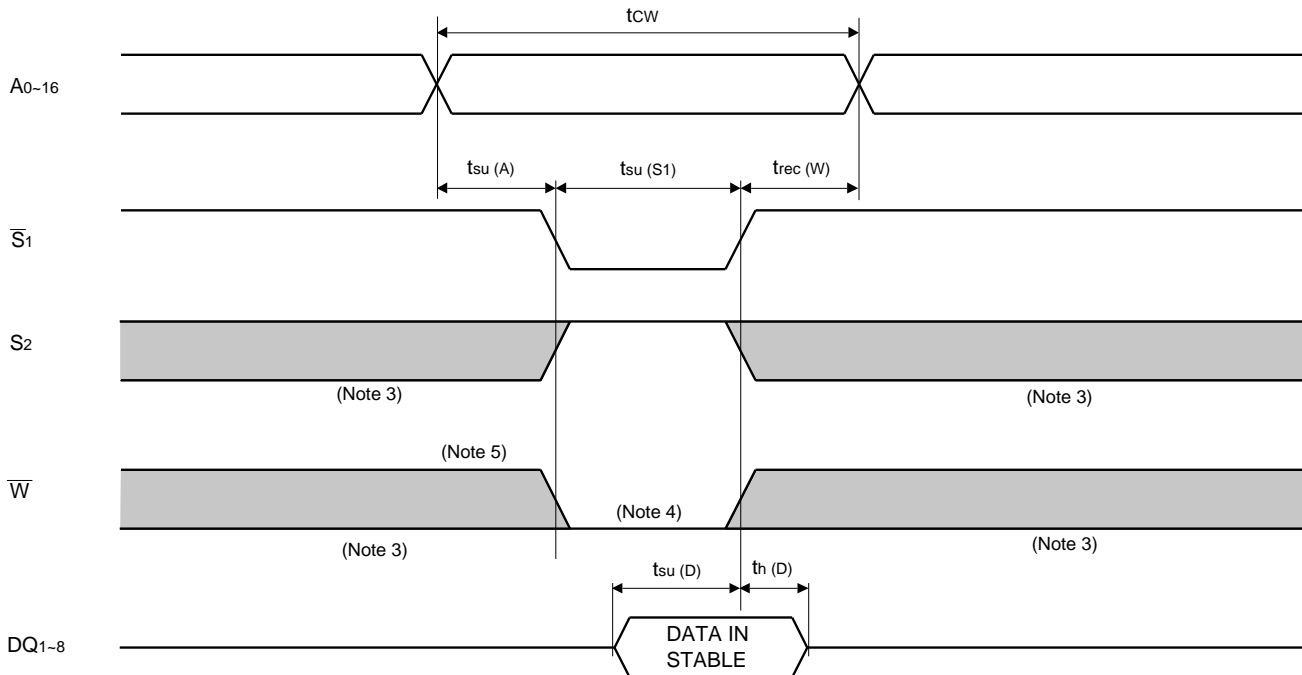 tCW
A0~16
tsu (A) tsu (S1) trec (W)
S̅1
S2
(Note 3) (Note 3)
(Note 5)
W̅
(Note 4)
(Note 3) (Note 3)
tsu (D) th (D)
DQ1~8
DATA IN
STABLE